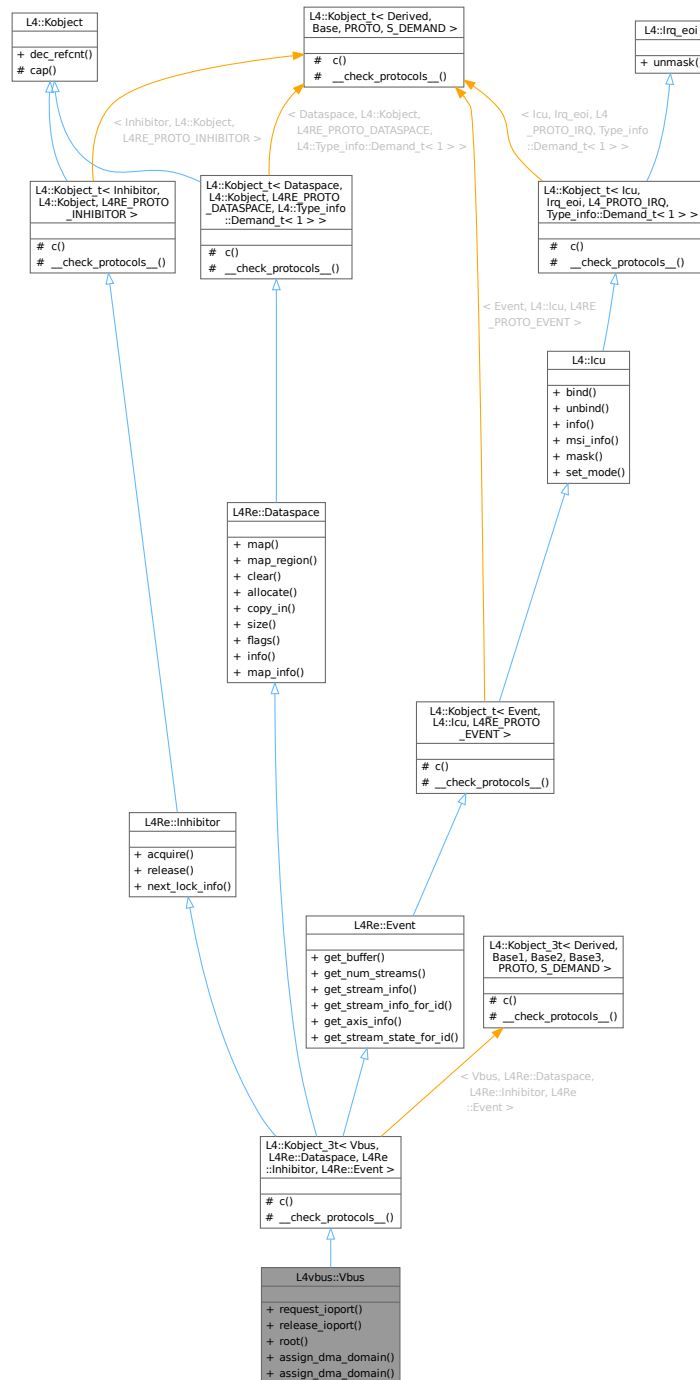 L4::Kobject
+ dec_refcnt()
# cap()
L4::Kobject_t< Derived,
Base, PROTO, S_DEMAND >
# c()
# __check_protocols__()
L4::Irq_eoi
+ unmask()
< Inhibitor, L4::Kobject,
L4RE_PROTO_INHIBITOR >
< Dataspace, L4::Kobject,
L4RE_PROTO_DATASPACE,
L4::Type_info::Demand_t< 1 > >
< Icu, Irq_eoi, L4
_PROTO_IRQ, Type_info
::Demand_t< 1 > >
L4::Kobject_t< Inhibitor,
L4::Kobject, L4RE_PROTO
_INHIBITOR >
# c()
# __check_protocols__()
L4::Kobject_t< Dataspace,
L4::Kobject, L4RE_PROTO
_DATASPACE, L4::Type_info
::Demand_t< 1 > >
# c()
# __check_protocols__()
L4::Kobject_t< Icu,
Irq_eoi, L4_PROTO_IRQ,
Type_info::Demand_t< 1 > >
# c()
# __check_protocols__()
< Event, L4::Icu, L4RE
_PROTO_EVENT >
L4::Icu
+ bind()
+ unbind()
+ info()
+ msi_info()
+ mask()
+ set_mode()
L4Re::Dataspace
+ map()
+ map_region()
+ clear()
+ allocate()
+ copy_in()
+ size()
+ flags()
+ info()
+ map_info()
L4::Kobject_t< Event,
L4::Icu, L4RE_PROTO
_EVENT >
# c()
# __check_protocols__()
L4Re::Inhibitor
+ acquire()
+ release()
+ next_lock_info()
L4Re::Event
+ get_buffer()
+ get_num_streams()
+ get_stream_info()
+ get_stream_info_for_id()
+ get_axis_info()
+ get_stream_state_for_id()
L4::Kobject_3t< Derived,
Base1, Base2, Base3,
PROTO, S_DEMAND >
# c()
# __check_protocols__()
< Vbus, L4Re::Dataspace,
L4Re::Inhibitor, L4Re
::Event >
L4::Kobject_3t< Vbus,
L4Re::Dataspace, L4Re
::Inhibitor, L4Re::Event >
# c()
# __check_protocols__()
L4vbus::Vbus
+ request_ioport()
+ release_ioport()
+ root()
+ assign_dma_domain()
+ assign_dma_domain()